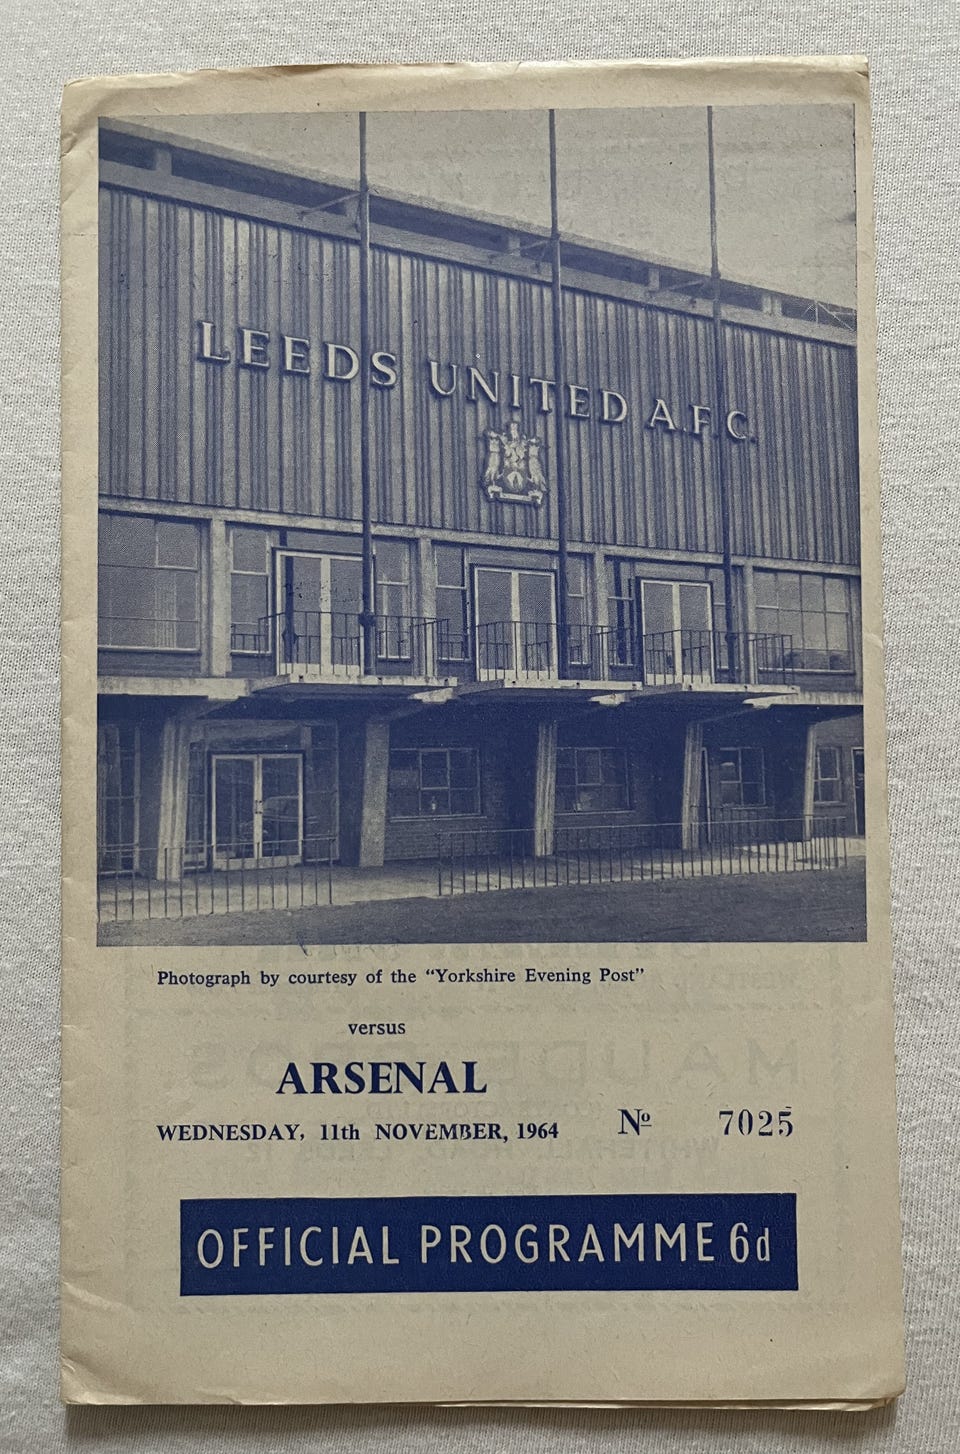 LEEDS UNITED A.F.C.
Photograph by courtesy of the "Yorkshire Evening Post"
versus
ARSENAL
WEDNESDAY, 11th NOVEMBER, 1964 Nº 7025
OFFICIAL PROGRAMME 6d